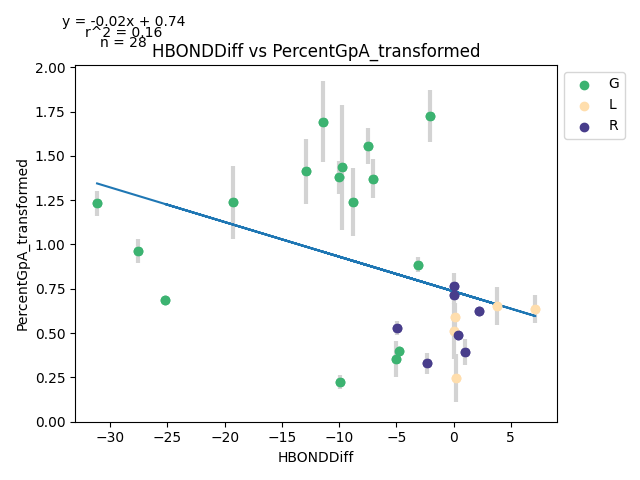 y = -0.02x + 0.74
r^2 = 0.16
n = 28
HBONDDiff vs PercentGpA_transformed
2.00
1.75
1.50
1.25
1.00
0.75
0.50
0.25
0.00
PercentGpA_transformed
−30
−25
−20
−15
−10
−5
0
5
HBONDDiff
G
L
R